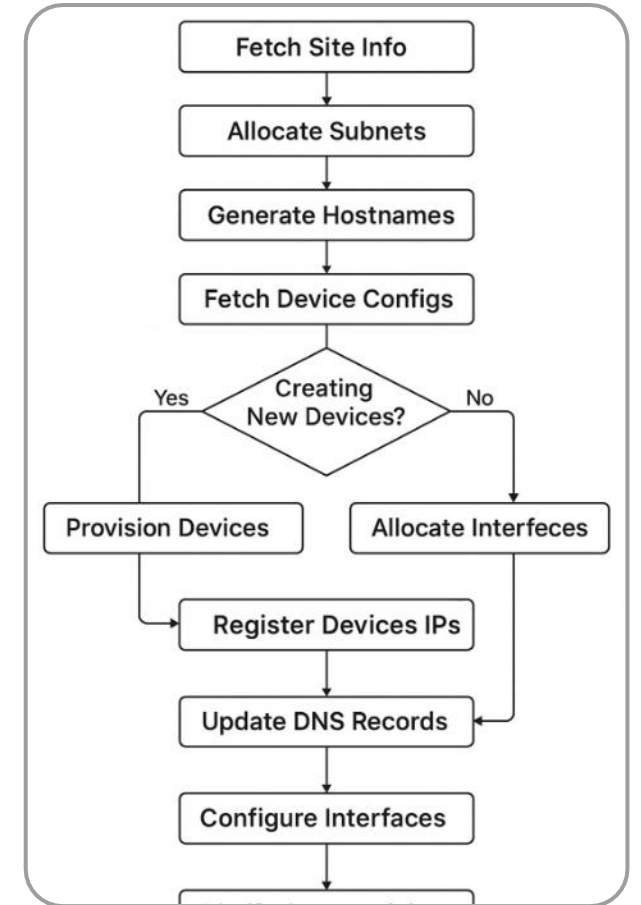 Fetch Site Info
Allocate Subnets
Generate Hostnames
Fetch Device Configs
Creating
New Devices?
Yes
No
Provision Devices
Allocate Interfeces
Register Devices IPs
Update DNS Records
Configure Interfaces